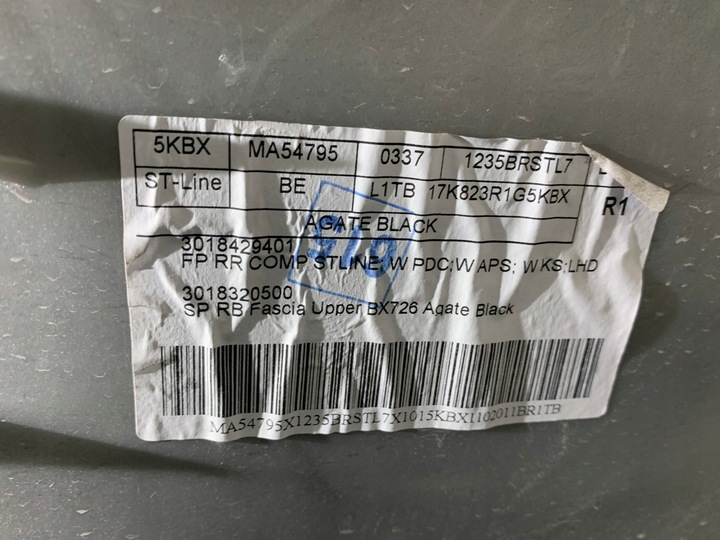 5KBX MA54795 0337 1235BRSTL7
ST-Line BE L1TB 17K823R1G5KBX R1
AGATE BLACK
3018429401
FP RR COMP STLINE; W PDC;W APS; W KS;LHD
3018320500
SP RB Fascia Upper BX726 Agate Black
MA54795X1235BRSTL7X1015KBX1102011BR1TB